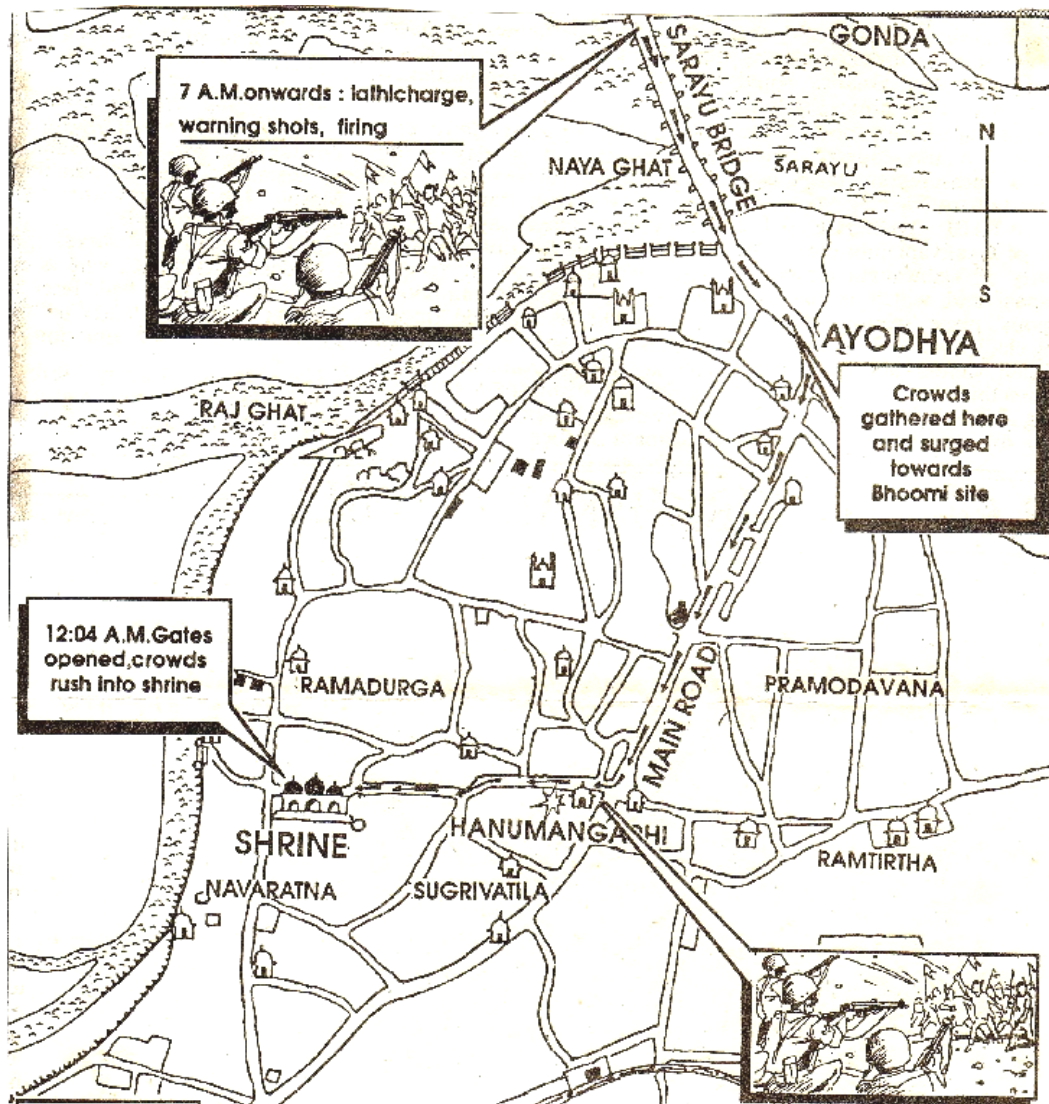 GONDA
SARAYU BRIDGE
7 A.M.onwards : lathicharge,
warning shots, firing
N
NAYA GHAT
SARAYU
S
AYODHYA
Crowds
gathered here
and surged
towards
Bhoomi site
RAJ GHAT
12:04 A.M.Gates
opened,crowds
rush into shrine
RAMADURGA
MAIN ROAD
PRAMODAVANA
SHRINE
HANUMANGARHI
RAMTIRTHA
NAVARATNA
SUGRIVATILA